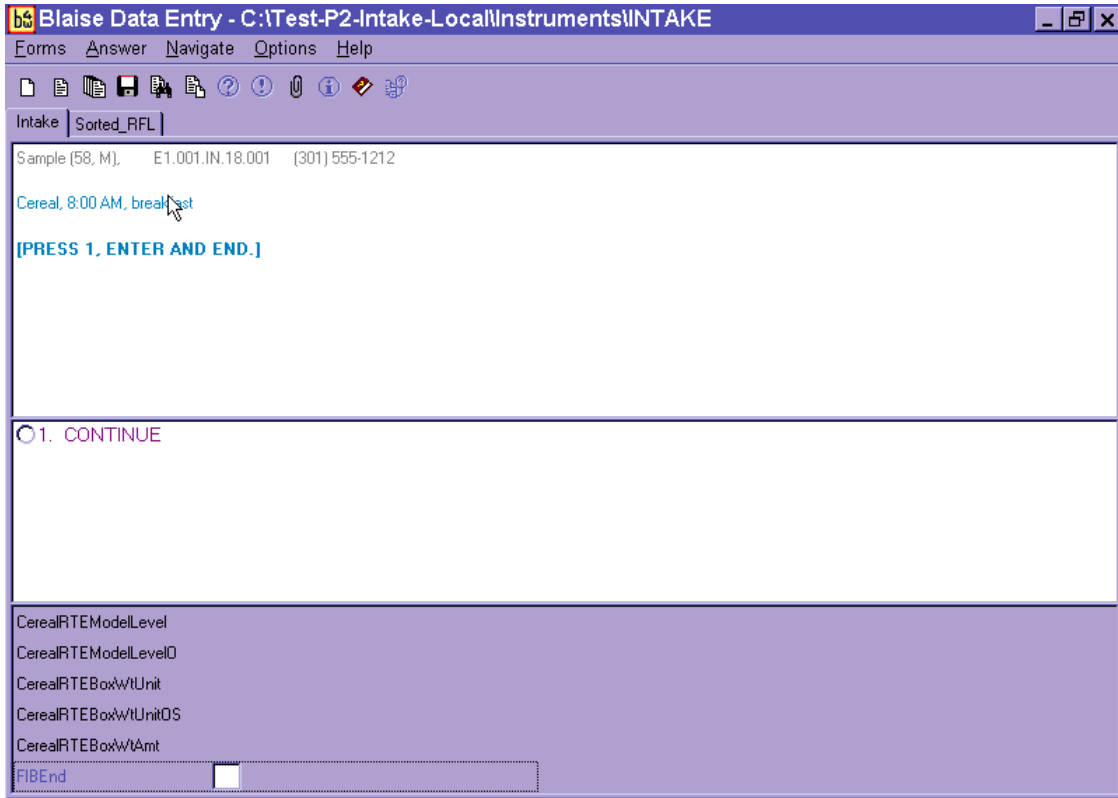 Blaise Data Entry - C:\Test-P2-Intake-Local\Instruments\INTAKE
Forms Answer Navigate Options Help
Intake Sorted_RFL
Sample (58, M), E1.001.IN.18.001 (301) 555-1212
Cereal, 8:00 AM, breakfast
[PRESS 1, ENTER AND END.]
1. CONTINUE
CerealRTEModelLevel
CerealRTEModelLevelO
CerealRTEBoxWtUnit
CerealRTEBoxWtUnitOS
CerealRTEBoxWtAmt
FIBEnd